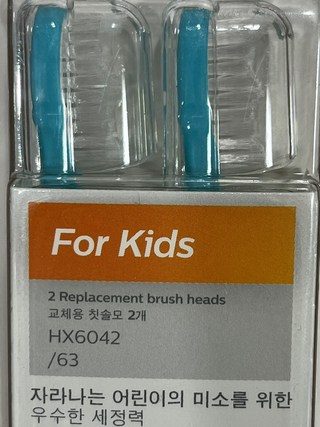 For Kids
2 Replacement brush heads
교체용 칫솔모 2개
HX6042
/63
자라나는 어린이의 미소를 위한
우수한 세정력